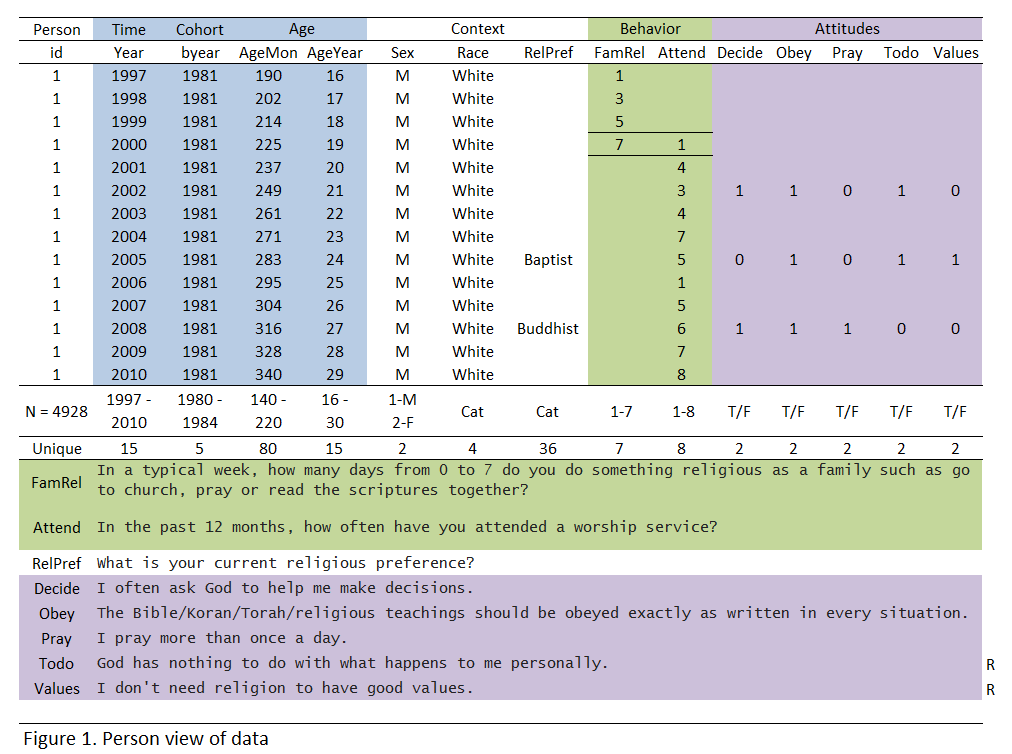 Person Time Cohort Age Context Behavior Attitudes
id Year byear AgeMon AgeYear Sex Race RelPref FamRel Attend Decide Obey Pray Todo Values
1 1997 1981 190 16 M White 1
1 1998 1981 202 17 M White 3
1 1999 1981 214 18 M White 5
1 2000 1981 225 19 M White 7 1
1 2001 1981 237 20 M White 4
1 2002 1981 249 21 M White 3 1 1 0 1 0
1 2003 1981 261 22 M White 4
1 2004 1981 271 23 M White 7
1 2005 1981 283 24 M White Baptist 5 0 1 0 1 1
1 2006 1981 295 25 M White 1
1 2007 1981 304 26 M White 5
1 2008 1981 316 27 M White Buddhist 6 1 1 1 0 0
1 2009 1981 328 28 M White 7
1 2010 1981 340 29 M White 8
N = 4928 1997 - 2010 1980 - 1984 140 - 220 16 - 30 1-M 2-F Cat Cat 1-7 1-8 T/F T/F T/F T/F T/F
Unique 15 5 80 15 2 4 36 7 8 2 2 2 2 2
FamRel In a typical week, how many days from 0 to 7 do you do something religious as a family such as go
to church, pray or read the scriptures together?
Attend In the past 12 months, how often have you attended a worship service?
RelPref What is your current religious preference?
Decide I often ask God to help me make decisions.
Obey The Bible/Koran/Torah/religious teachings should be obeyed exactly as written in every situation.
Pray I pray more than once a day.
Todo God has nothing to do with what happens to me personally. R
Values I don't need religion to have good values. R
Figure 1. Person view of data